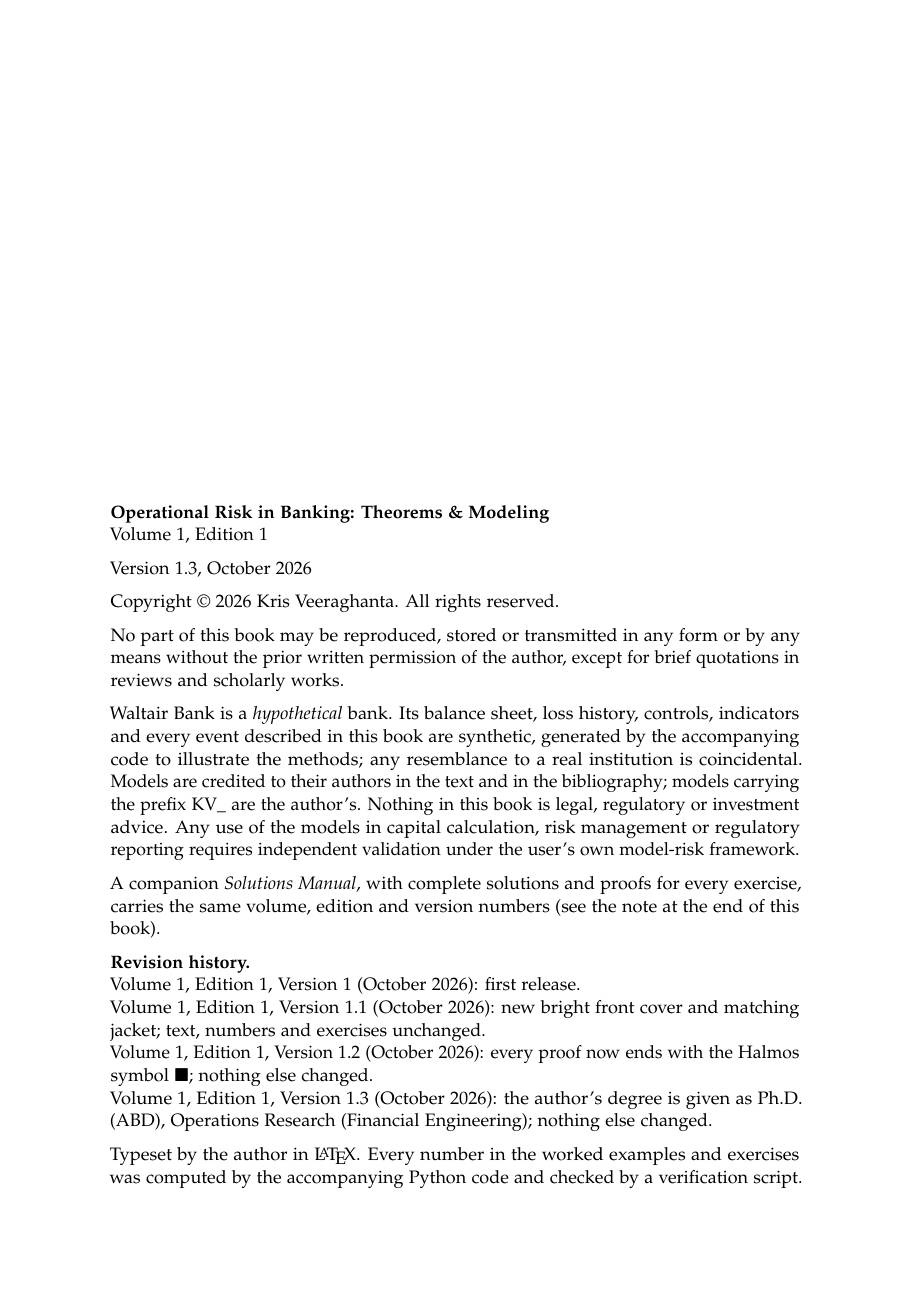 Operational Risk in Banking: Theorems & Modeling
Volume 1, Edition 1
Version 1.3, October 2026
Copyright © 2026 Kris Veeraghanta. All rights reserved.
No part of this book may be reproduced, stored or transmitted in any form or by any
means without the prior written permission of the author, except for brief quotations in
reviews and scholarly works.
Waltair Bank is a hypothetical bank. Its balance sheet, loss history, controls, indicators
and every event described in this book are synthetic, generated by the accompanying
code to illustrate the methods; any resemblance to a real institution is coincidental.
Models are credited to their authors in the text and in the bibliography; models carrying
the prefix KV_ are the author's. Nothing in this book is legal, regulatory or investment
advice. Any use of the models in capital calculation, risk management or regulatory
reporting requires independent validation under the user's own model-risk framework.
A companion Solutions Manual, with complete solutions and proofs for every exercise,
carries the same volume, edition and version numbers (see the note at the end of this
book).
Revision history.
Volume 1, Edition 1, Version 1 (October 2026): first release.
Volume 1, Edition 1, Version 1.1 (October 2026): new bright front cover and matching
jacket; text, numbers and exercises unchanged.
Volume 1, Edition 1, Version 1.2 (October 2026): every proof now ends with the Halmos
symbol ■; nothing else changed.
Volume 1, Edition 1, Version 1.3 (October 2026): the author's degree is given as Ph.D.
(ABD), Operations Research (Financial Engineering); nothing else changed.
Typeset by the author in LATEX. Every number in the worked examples and exercises
was computed by the accompanying Python code and checked by a verification script.